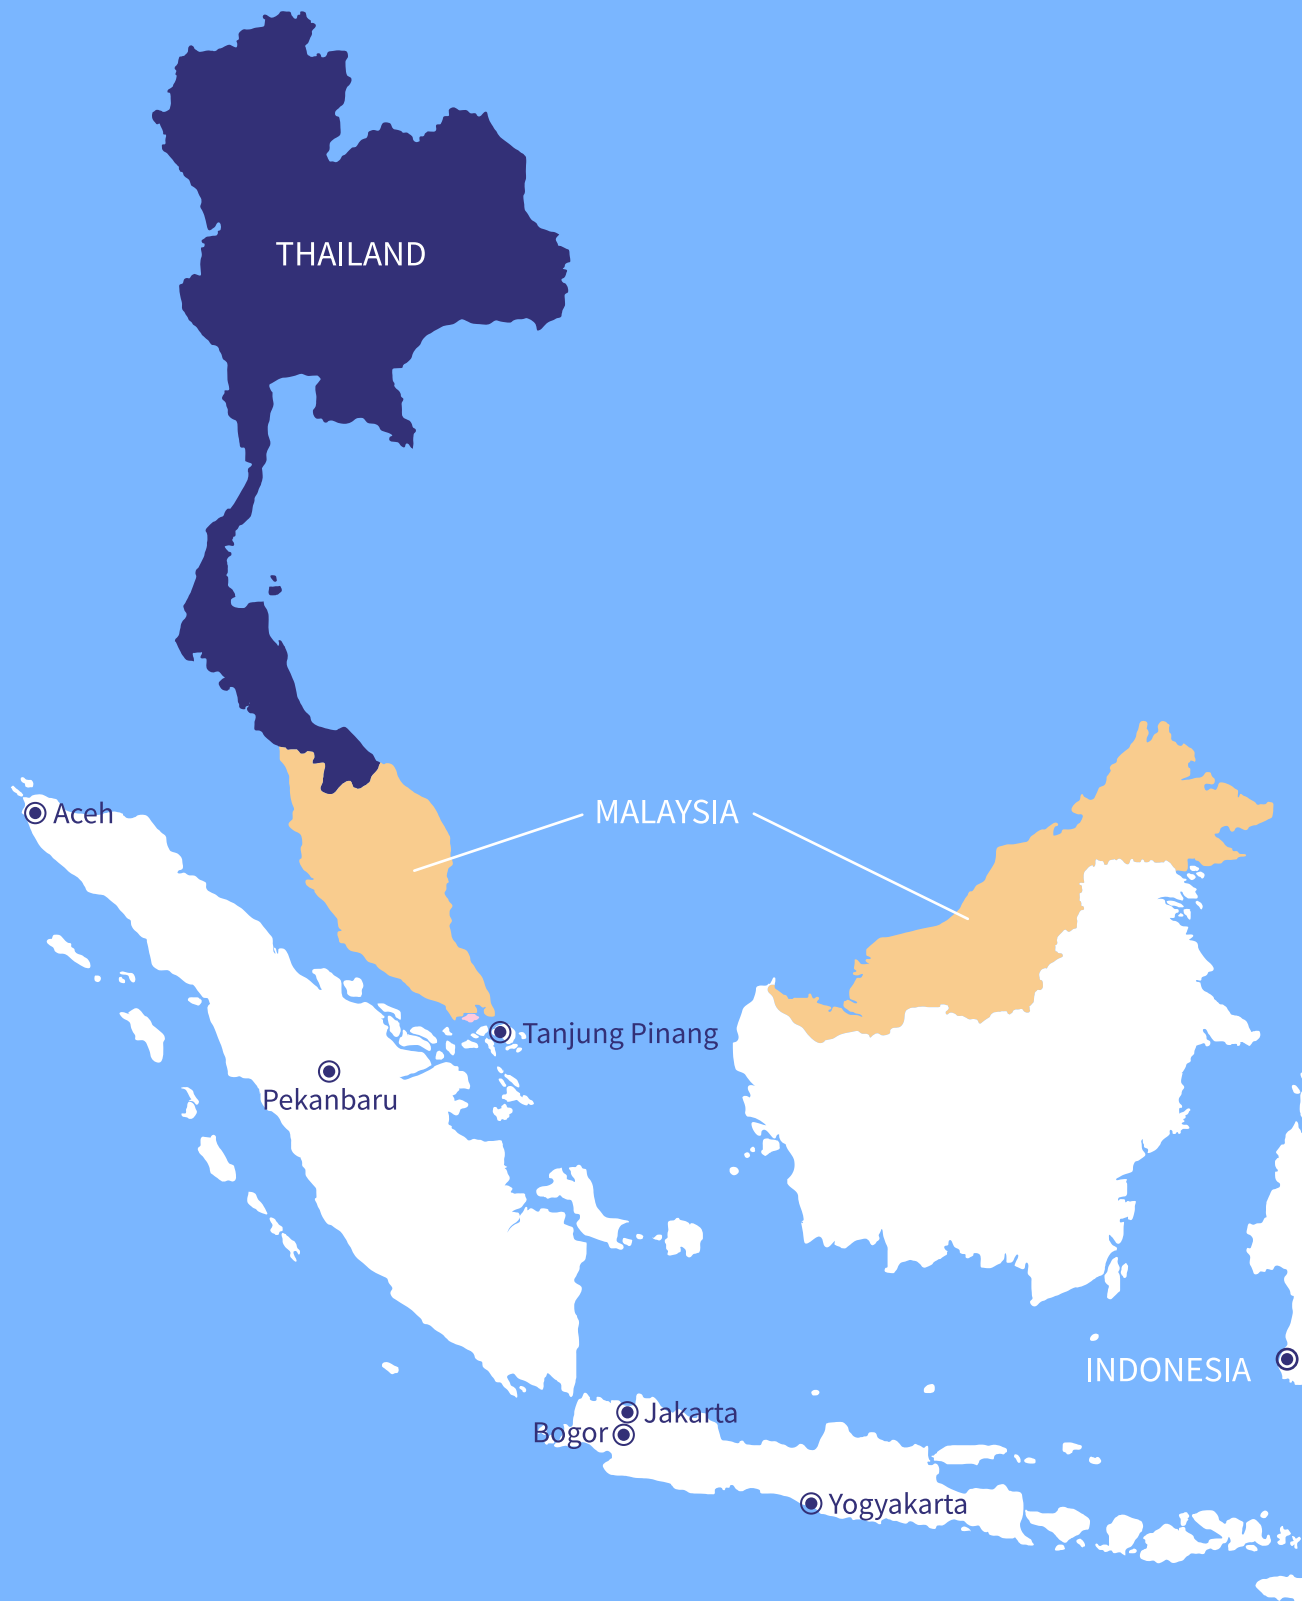 THAILAND
MALAYSIA
Aceh
Tanjung Pinang
Pekanbaru
INDONESIA
Jakarta
Bogor
Yogyakarta